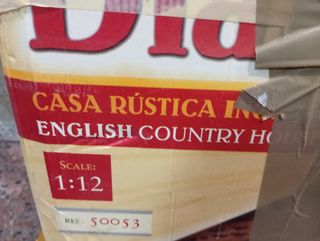 CASA RÚSTICA
ENGLISH COUNTRY
SCALE:
1:12
REF: 50053